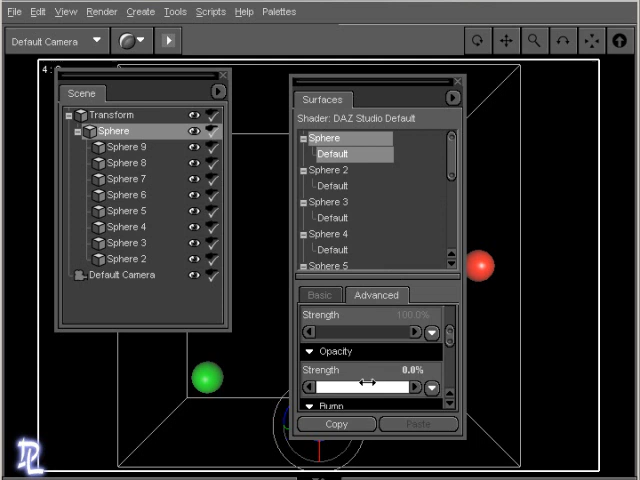 File Edit View Render Create Tools Scripts Help Palettes
Default Camera
Scene
Transform
Sphere
Sphere 9
Sphere 8
Sphere 7
Sphere 6
Sphere 5
Sphere 4
Sphere 3
Sphere 2
Default Camera
Surfaces
Shader: DAZ Studio Default
Sphere
Default
Sphere 2
Default
Sphere 3
Default
Sphere 4
Default
Sphere 5
Basic Advanced
Strength 100.0%
Opacity
Strength 0.0%
Bump
Copy Paste